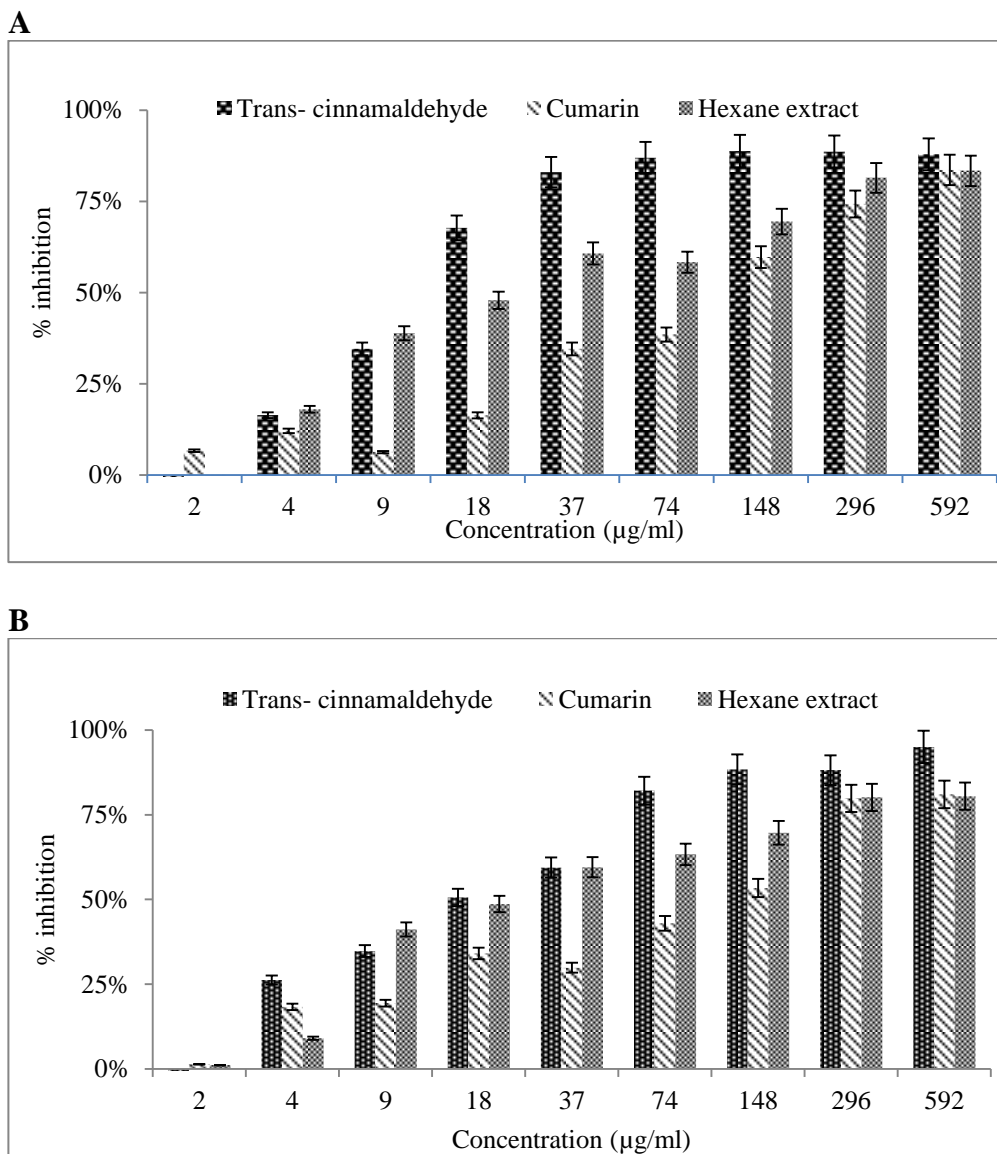 A
100%
Trans- cinnamaldehyde Cumarin Hexane extract
75%
50%
25%
0%
% inhibition
2 4 9 18 37 74 148 296 592
Concentration (µg/ml)
B
Trans- cinnamaldehyde Cumarin Hexane extract
100%
75%
50%
25%
0%
% inhibition
2 4 9 18 37 74 148 296 592
Concentration (µg/ml)